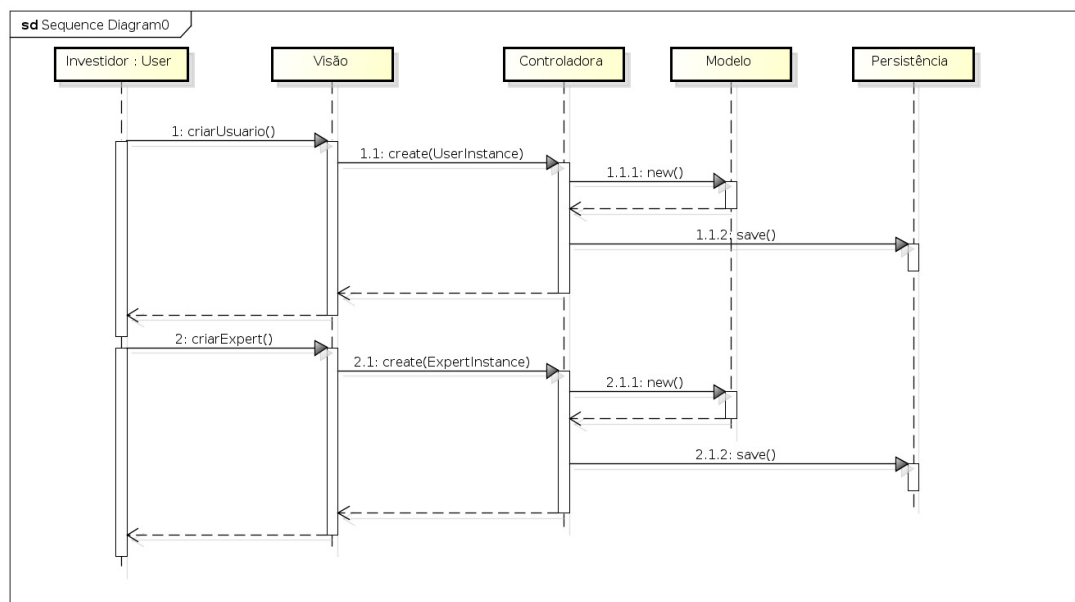 sd Sequence Diagram0
Investidor : User
Visão
Controladora
Modelo
Persistência
1: criarUsuario()
1.1: create(UserInstance)
1.1.1: new()
1.1.2: save()
2: criarExpert()
2.1: create(ExpertInstance)
2.1.1: new()
2.1.2: save()